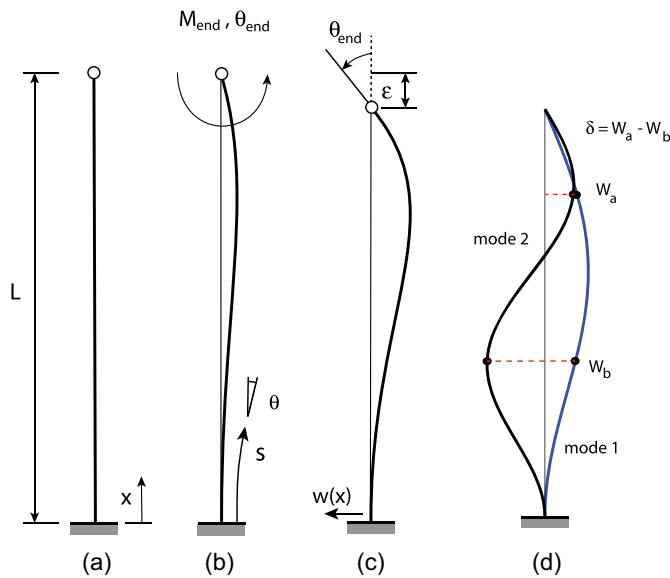 M_end , θ_end
θ_end
ε
δ = W_a - W_b
W_a
mode 2
L
W_b
θ
s
mode 1
x
w(x)
(a)
(b)
(c)
(d)